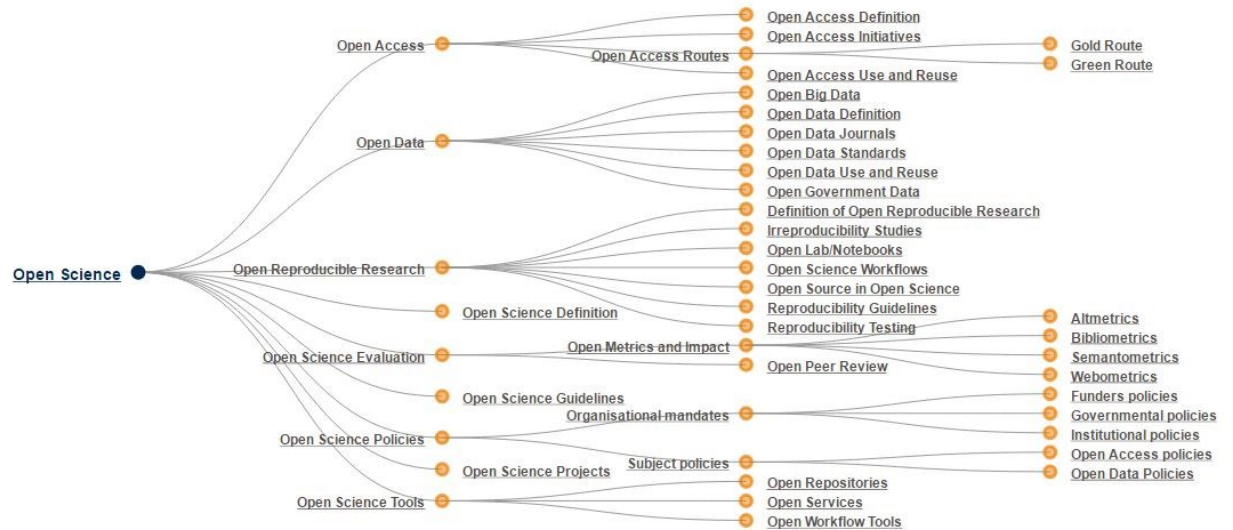 Open Science
Open Access
Open Access Definition
Open Access Initiatives
Open Access Routes
Gold Route
Green Route
Open Access Use and Reuse
Open Data
Open Big Data
Open Data Definition
Open Data Journals
Open Data Standards
Open Data Use and Reuse
Open Government Data
Open Reproducible Research
Definition of Open Reproducible Research
Irreproducibility Studies
Open Lab/Notebooks
Open Science Workflows
Open Source in Open Science
Reproducibility Guidelines
Reproducibility Testing
Open Science Definition
Open Science Evaluation
Open Metrics and Impact
Altmetrics
Bibliometrics
Semantometrics
Webometrics
Open Peer Review
Open Science Guidelines
Open Science Policies
Organisational mandates
Funders policies
Governmental policies
Institutional policies
Subject policies
Open Access policies
Open Data Policies
Open Science Projects
Open Science Tools
Open Repositories
Open Services
Open Workflow Tools